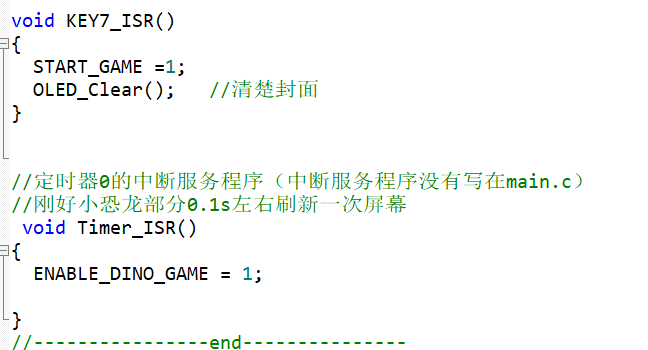 void KEY7_ISR()
{
START_GAME =1;
OLED_Clear(); //清楚封面
}
//定时器0的中断服务程序（中断服务程序没有写在main.c）
//刚好小恐龙部分0.1s左右刷新一次屏幕
void Timer_ISR()
{
ENABLE_DINO_GAME = 1;
}
//----------------end---------------